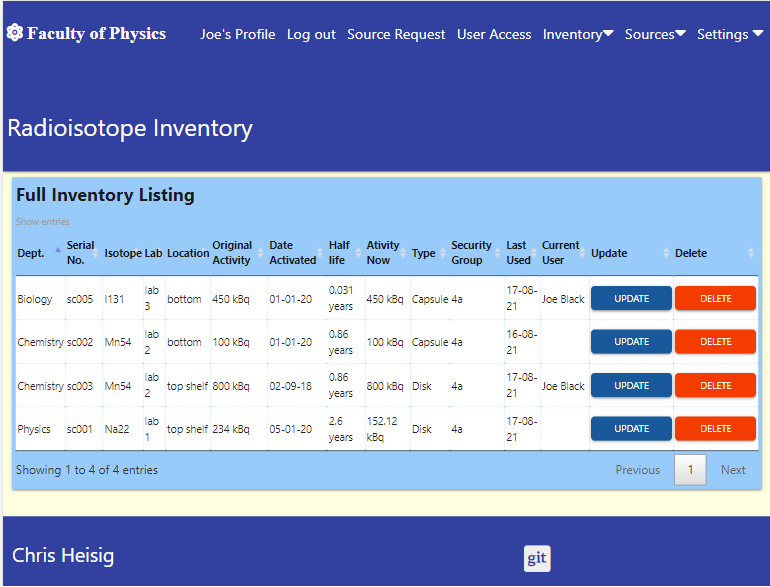 Faculty of Physics Joe's Profile Log out Source Request User Access Inventory Sources Settings
Radioisotope Inventory
Full Inventory Listing
Show entries
Dept. Serial No. Isotope Lab Location Original Activity Date Activated Half life Ativity Now Type Security Group Last Used Current User Update Delete
Biology sc005 I131 lab 3 bottom 450 kBq 01-01-20 0.031 years 450 kBq Capsule 4a 17-08-21 Joe Black UPDATE DELETE
Chemistry sc002 Mn54 lab 2 bottom 100 kBq 01-01-20 0.86 years 100 kBq Capsule 4a 16-08-21 UPDATE DELETE
Chemistry sc003 Mn54 lab 2 top shelf 800 kBq 02-09-18 0.86 years 800 kBq Disk 4a 17-08-21 Joe Black UPDATE DELETE
Physics sc001 Na22 lab 1 top shelf 234 kBq 05-01-20 2.6 years 152.12 kBq Disk 4a 17-08-21 UPDATE DELETE
Showing 1 to 4 of 4 entries Previous 1 Next
Chris Heisig git